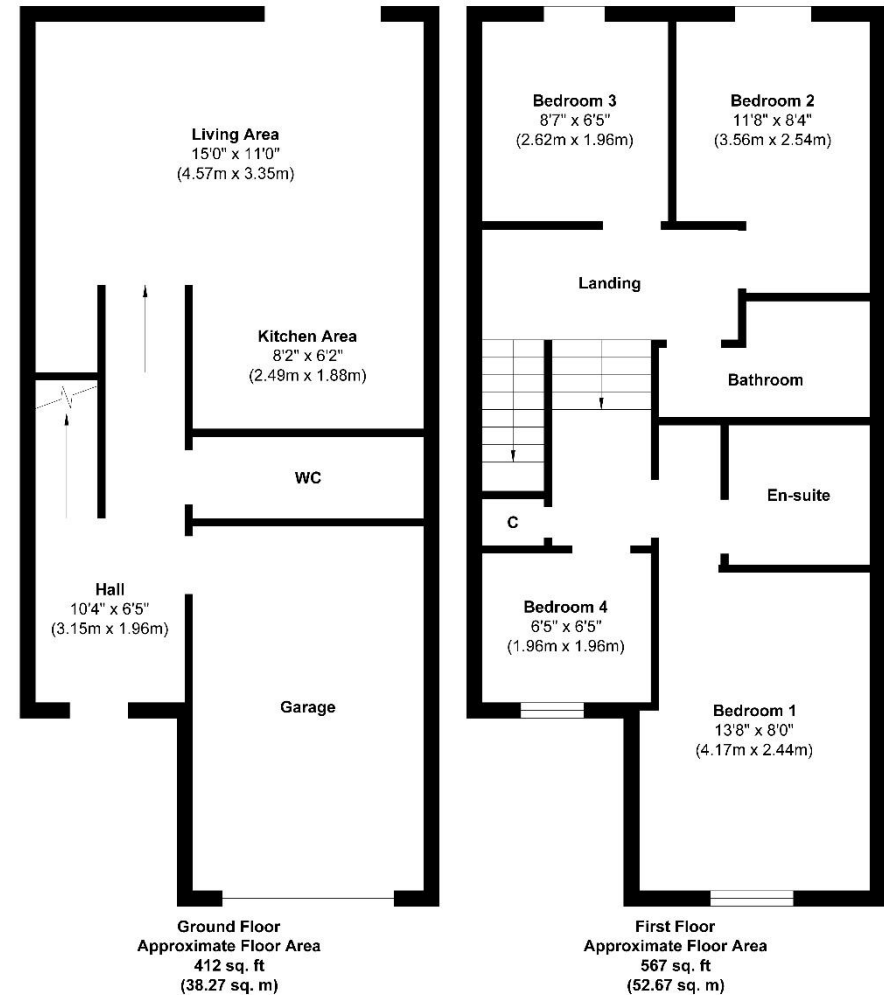 Living Area
15'0" x 11'0"
(4.57m x 3.35m)
Kitchen Area
8'2" x 6'2"
(2.49m x 1.88m)
WC
Hall
10'4" x 6'5"
(3.15m x 1.96m)
Garage
Ground Floor
Approximate Floor Area
412 sq. ft
(38.27 sq. m)
Bedroom 3
8'7" x 6'5"
(2.62m x 1.96m)
Bedroom 2
11'8" x 8'4"
(3.56m x 2.54m)
Landing
Bathroom
En-suite
C
Bedroom 4
6'5" x 6'5"
(1.96m x 1.96m)
Bedroom 1
13'8" x 8'0"
(4.17m x 2.44m)
First Floor
Approximate Floor Area
567 sq. ft
(52.67 sq. m)